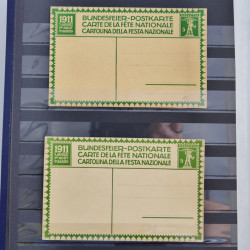 1911
BUNDESFEIER-POSTKARTE
CARTE DE LA FÊTE NATIONALE
CARTOLINA DELLA FESTA NAZIONALE
1911
BUNDESFEIER-POSTKARTE
CARTE DE LA FÊTE NATIONALE
CARTOLINA DELLA FESTA NAZIONALE